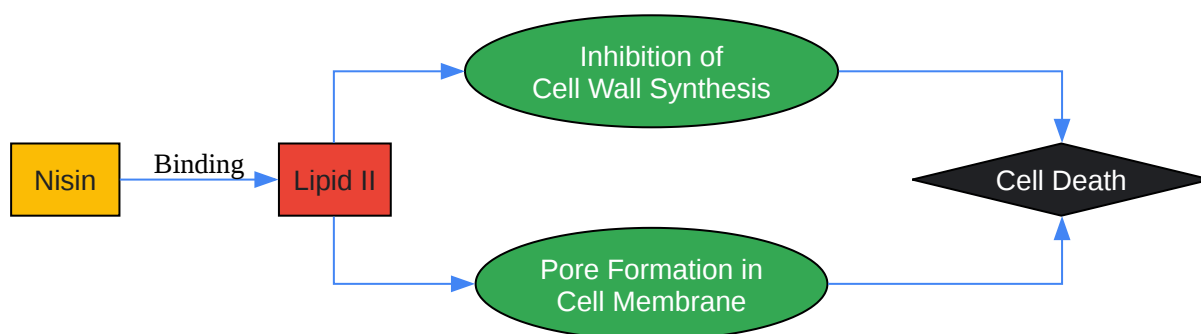 Inhibition of
Cell Wall Synthesis
Nisin
Binding
Lipid II
Cell Death
Pore Formation in
Cell Membrane